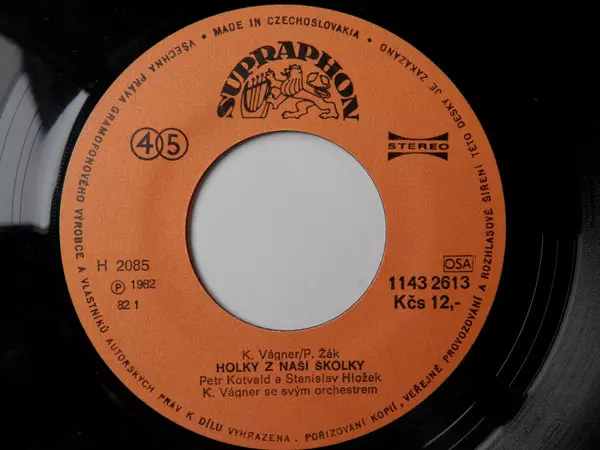 • MADE IN CZECHOSLOVAKIA •
VŠECHNA PRÁVA GRAMOFONOVÉHO VÝROBCE A VLASTNÍKŮ AUTORSKÝCH PRÁV K DÍLU VYHRAZENA. POŘIZOVÁNÍ KOPIÍ, VEŘEJNÉ PROVOZOVÁNÍ A ROZHLASOVÉ ŠÍŘENÍ TÉTO DESKY JE ZAKÁZÁNO
SUPRAPHON
45
STEREO
H 2085
Ⓟ 1982
82 1
OSA
1143 2613
Kčs 12,-
K. Vágner/P. Žák
HOLKY Z NAŠÍ ŠKOLKY
Petr Kotvald a Stanislav Hložek
K. Vágner se svým orchestrem